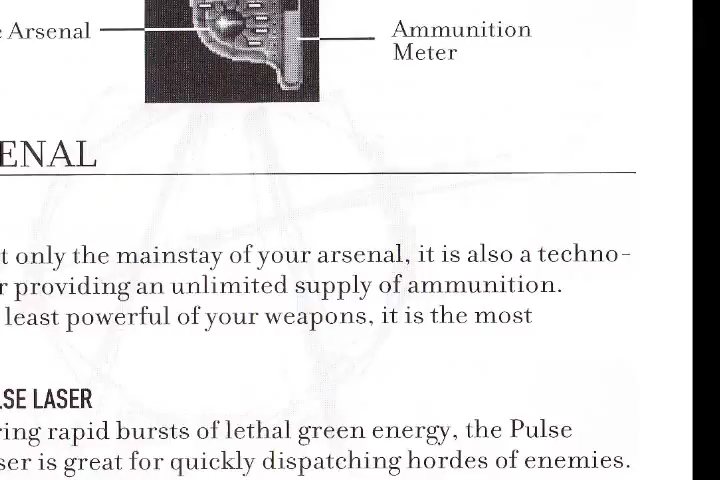 Arsenal
Ammunition
Meter
ENAL
t only the mainstay of your arsenal, it is also a techno-
r providing an unlimited supply of ammunition.
least powerful of your weapons, it is the most
LSE LASER
ring rapid bursts of lethal green energy, the Pulse
ser is great for quickly dispatching hordes of enemies.